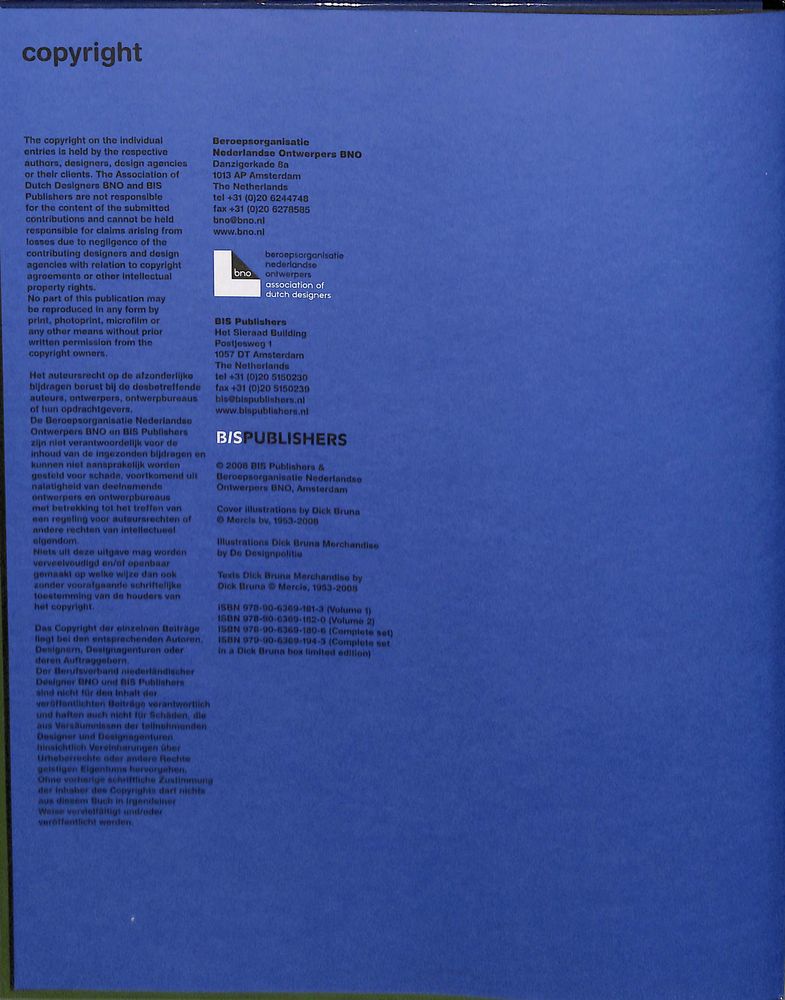 copyright
The copyright on the individual
entries is held by the respective
authors, designers, design agencies
or their clients. The Association of
Dutch Designers BNO and BIS
Publishers are not responsible
for the content of the submitted
contributions and cannot be held
responsible for claims arising from
losses due to negligence of the
contributing designers and design
agencies with relation to copyright
agreements or other intellectual
property rights.
No part of this publication may
be reproduced in any form by
print, photoprint, microfilm or
any other means without prior
written permission from the
copyright owners.
Het auteursrecht op de afzonderlijke
bijdragen berust bij de desbetreffende
auteurs, ontwerpers, ontwerpbureaus
of hun opdrachtgevers.
De Beroepsorganisatie Nederlandse
Ontwerpers BNO en BIS Publishers
zijn niet verantwoordelijk voor de
inhoud van de ingezonden bijdragen en
kunnen niet aansprakelijk worden
gesteld voor schade, voortkomend uit
nalatigheid van deelnemende
ontwerpers en ontwerpbureaus
met betrekking tot het treffen van
een regeling voor auteursrechten of
andere rechten van intellectueel
eigendom.
Niets uit deze uitgave mag worden
verveelvoudigd en/of openbaar
gemaakt op welke wijze dan ook
zonder voorafgaande schriftelijke
toestemming van de houders van
het copyright.
Das Copyright der einzelnen Beiträge
liegt bei den entsprechenden Autoren,
Designern, Designagenturen oder
deren Auftraggebern.
Der Berufsverband niederländischer
Designer BNO und BIS Publishers
sind nicht für den Inhalt der
veröffentlichten Beiträge verantwortlich
und haften auch nicht für Schäden, die
aus Versäumnissen der teilnehmenden
Designer und Designagenturen
hinsichtlich Vereinbarungen über
Urheberrechte oder andere Rechte
geistigen Eigentums hervorgehen.
Ohne vorherige schriftliche Zustimmung
der Inhaber des Copyrights darf nichts
aus diesem Buch in irgendeiner
Weise vervielfältigt und/oder
veröffentlicht werden.
Beroepsorganisatie
Nederlandse Ontwerpers BNO
Danzigerkade 8a
1013 AP Amsterdam
The Netherlands
tel +31 (0)20 6244748
fax +31 (0)20 6278585
bno@bno.nl
www.bno.nl
bno
beroepsorganisatie
nederlandse
ontwerpers
association of
dutch designers
BIS Publishers
Het Sieraad Building
Postjesweg 1
1057 DT Amsterdam
The Netherlands
tel +31 (0)20 5150230
fax +31 (0)20 5150239
bis@bispublishers.nl
www.bispublishers.nl
BISPUBLISHERS
© 2008 BIS Publishers &
Beroepsorganisatie Nederlandse
Ontwerpers BNO, Amsterdam
Cover illustrations by Dick Bruna
© Mercis bv, 1953-2008
Illustrations Dick Bruna Merchandise
by De Designpolitie
Texts Dick Bruna Merchandise by
Dick Bruna © Mercis, 1953-2008
ISBN 978-90-6369-181-3 (Volume 1)
ISBN 978-90-6369-182-0 (Volume 2)
ISBN 978-90-6369-180-6 (Complete set)
ISBN 979-90-6369-194-3 (Complete set
in a Dick Bruna box limited edition)